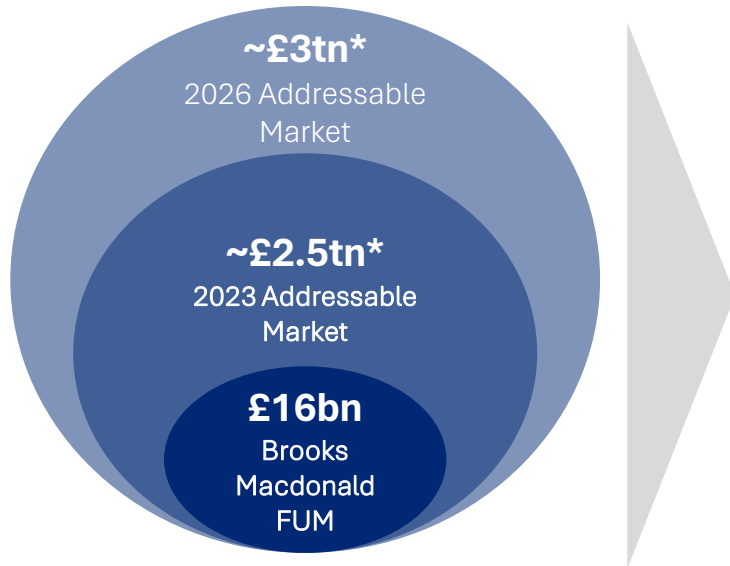 ~£3tn*
2026 Addressable
Market
~£2.5tn*
2023 Addressable
Market
£16bn
Brooks
Macdonald
FUM